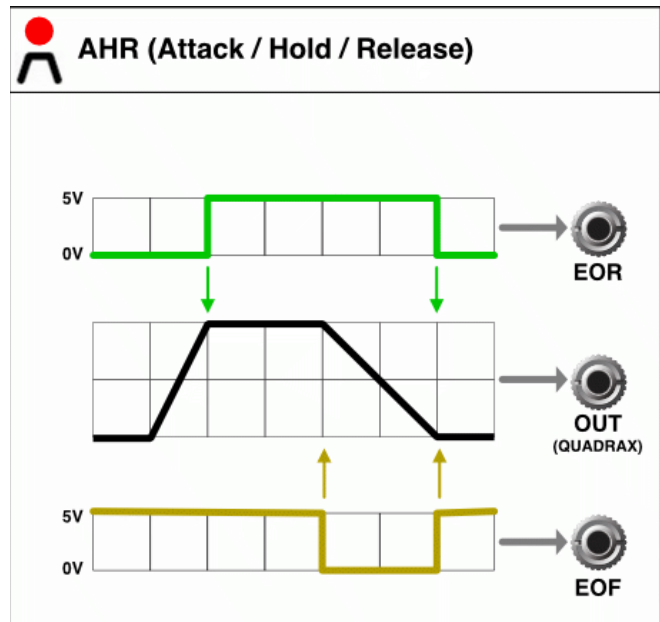 AHR (Attack / Hold / Release)
5V
0V
EOR
OUT
(QUADRAX)
5V
0V
EOF